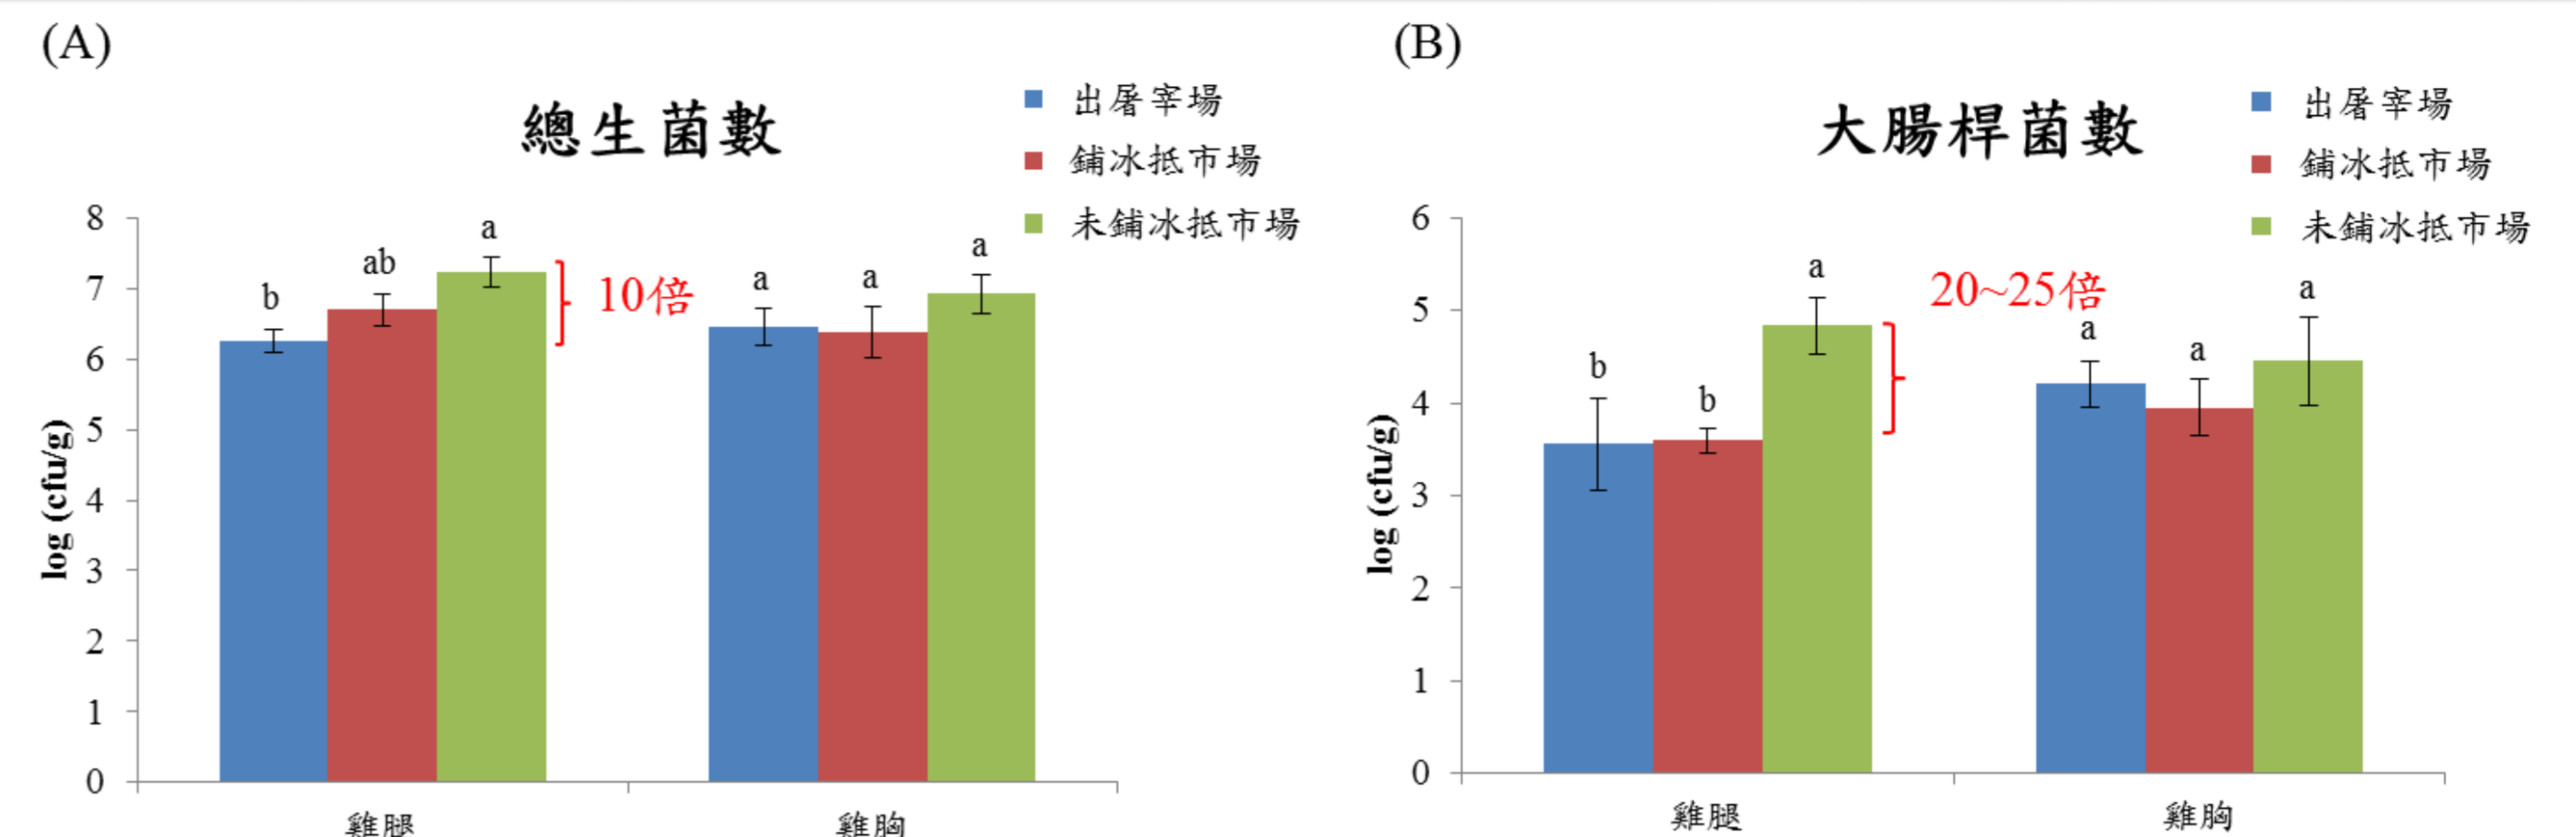 (A)
總生菌數
出屠宰場
鋪冰抵市場
未鋪冰抵市場
log (cfu/g)
8
7
6
5
4
3
2
1
0
b
ab
a
10倍
a
a
a
雞腿
雞胸
(B)
大腸桿菌數
出屠宰場
鋪冰抵市場
未鋪冰抵市場
log (cfu/g)
6
5
4
3
2
1
0
b
b
a
20~25倍
a
a
a
雞腿
雞胸